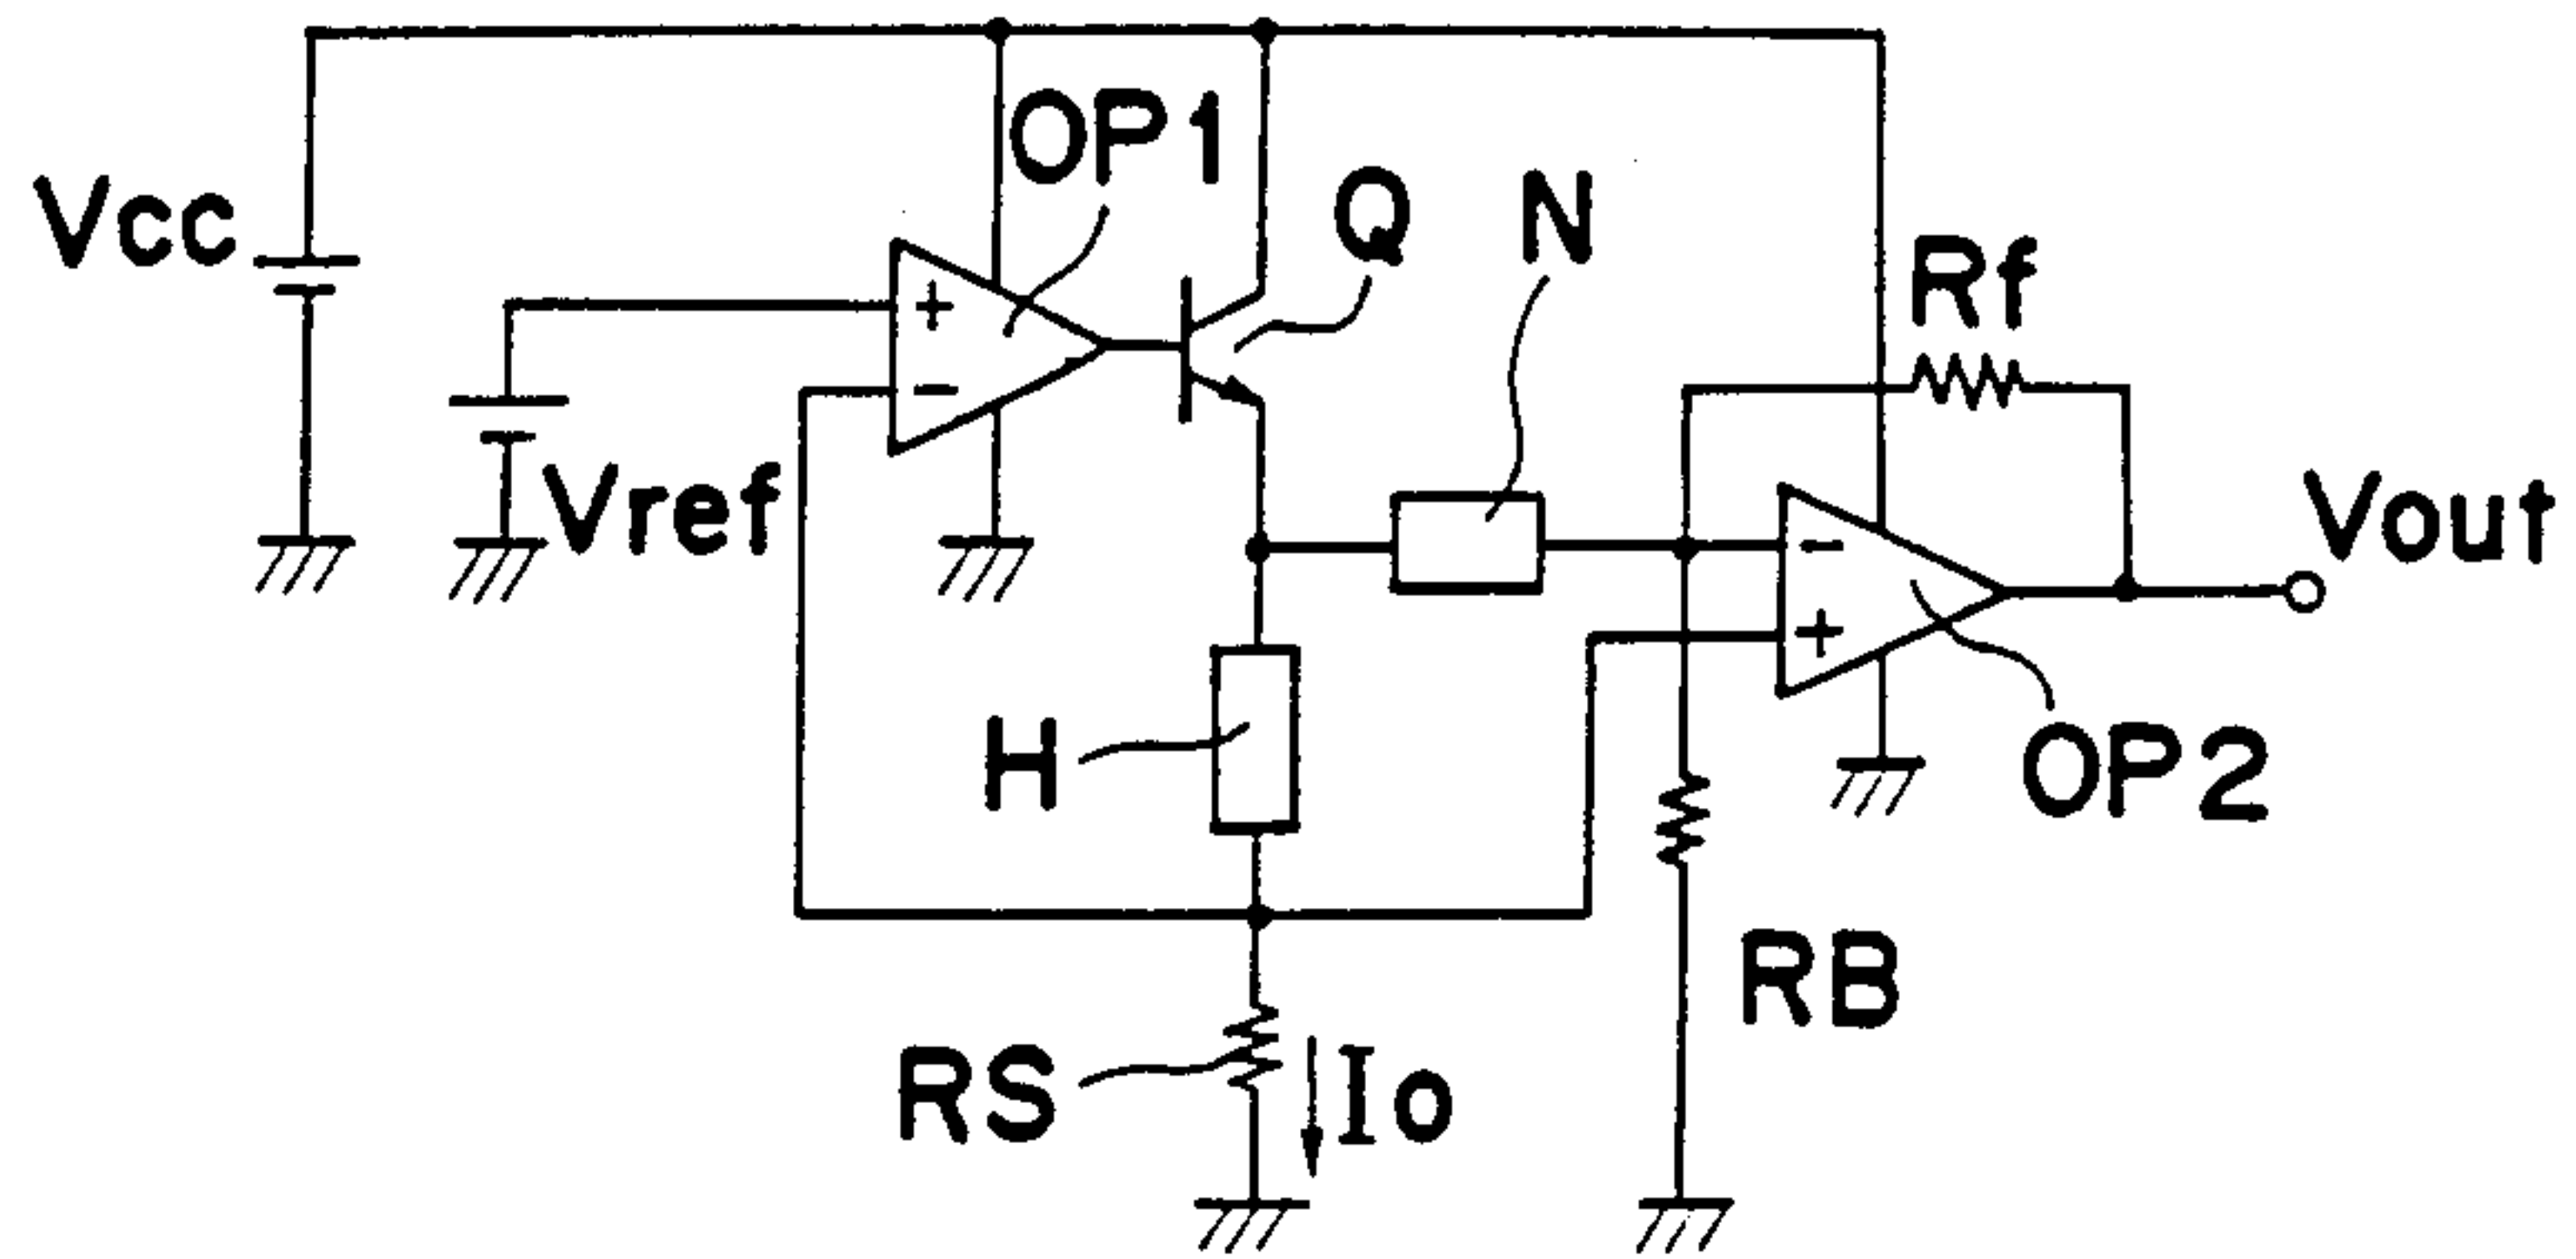 OP1
Vcc
Q
N
+
Rf
-
Vref
Vout
-
+
H
OP2
RB
RS
Io